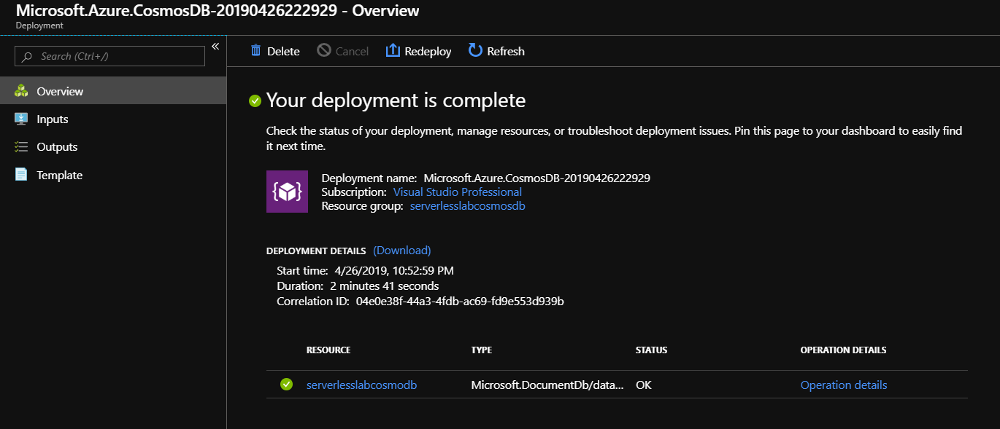 Microsoft.Azure.CosmosDB-20190426222929 - Overview
Deployment
Search (Ctrl+/)
«
Overview
Inputs
Outputs
Template
Delete
Cancel
Redeploy
Refresh
Your deployment is complete
Check the status of your deployment, manage resources, or troubleshoot deployment issues. Pin this page to your dashboard to easily find
it next time.
Deployment name: Microsoft.Azure.CosmosDB-20190426222929
Subscription: Visual Studio Professional
Resource group: serverlesslabcosmosdb
DEPLOYMENT DETAILS (Download)
Start time: 4/26/2019, 10:52:59 PM
Duration: 2 minutes 41 seconds
Correlation ID: 04e0e38f-44a3-4fdb-ac69-fd9e553d939b
RESOURCE TYPE STATUS OPERATION DETAILS
serverlesslabcosmodb Microsoft.DocumentDb/data... OK Operation details